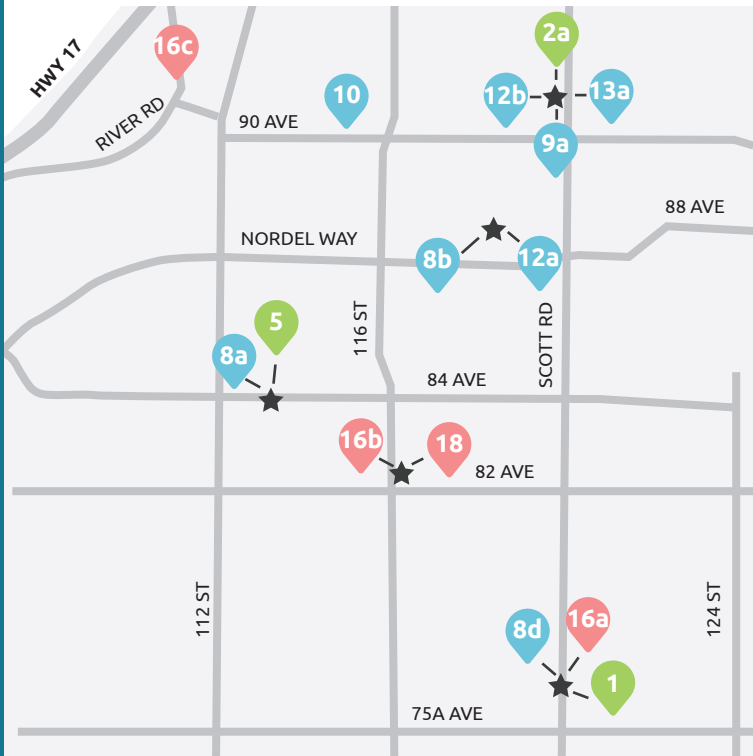 2a
16c
HWY 17
10
12b
13a
RIVER RD
90 AVE
9a
88 AVE
NORDEL WAY
8b
12a
5
116 ST
SCOTT RD
8a
84 AVE
16b
18
82 AVE
112 ST
124 ST
16a
8d
1
75A AVE